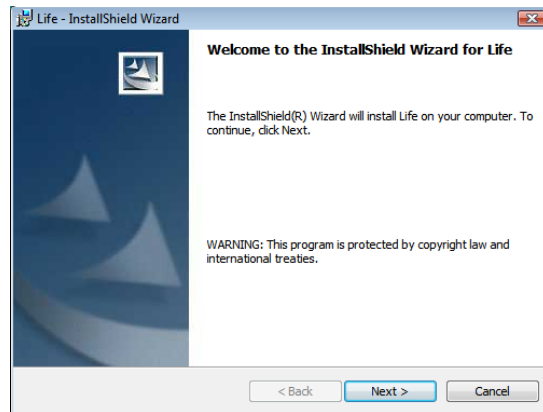 Life - InstallShield Wizard
Welcome to the InstallShield Wizard for Life
The InstallShield(R) Wizard will install Life on your computer. To
continue, click Next.
WARNING: This program is protected by copyright law and
international treaties.
< Back Next > Cancel